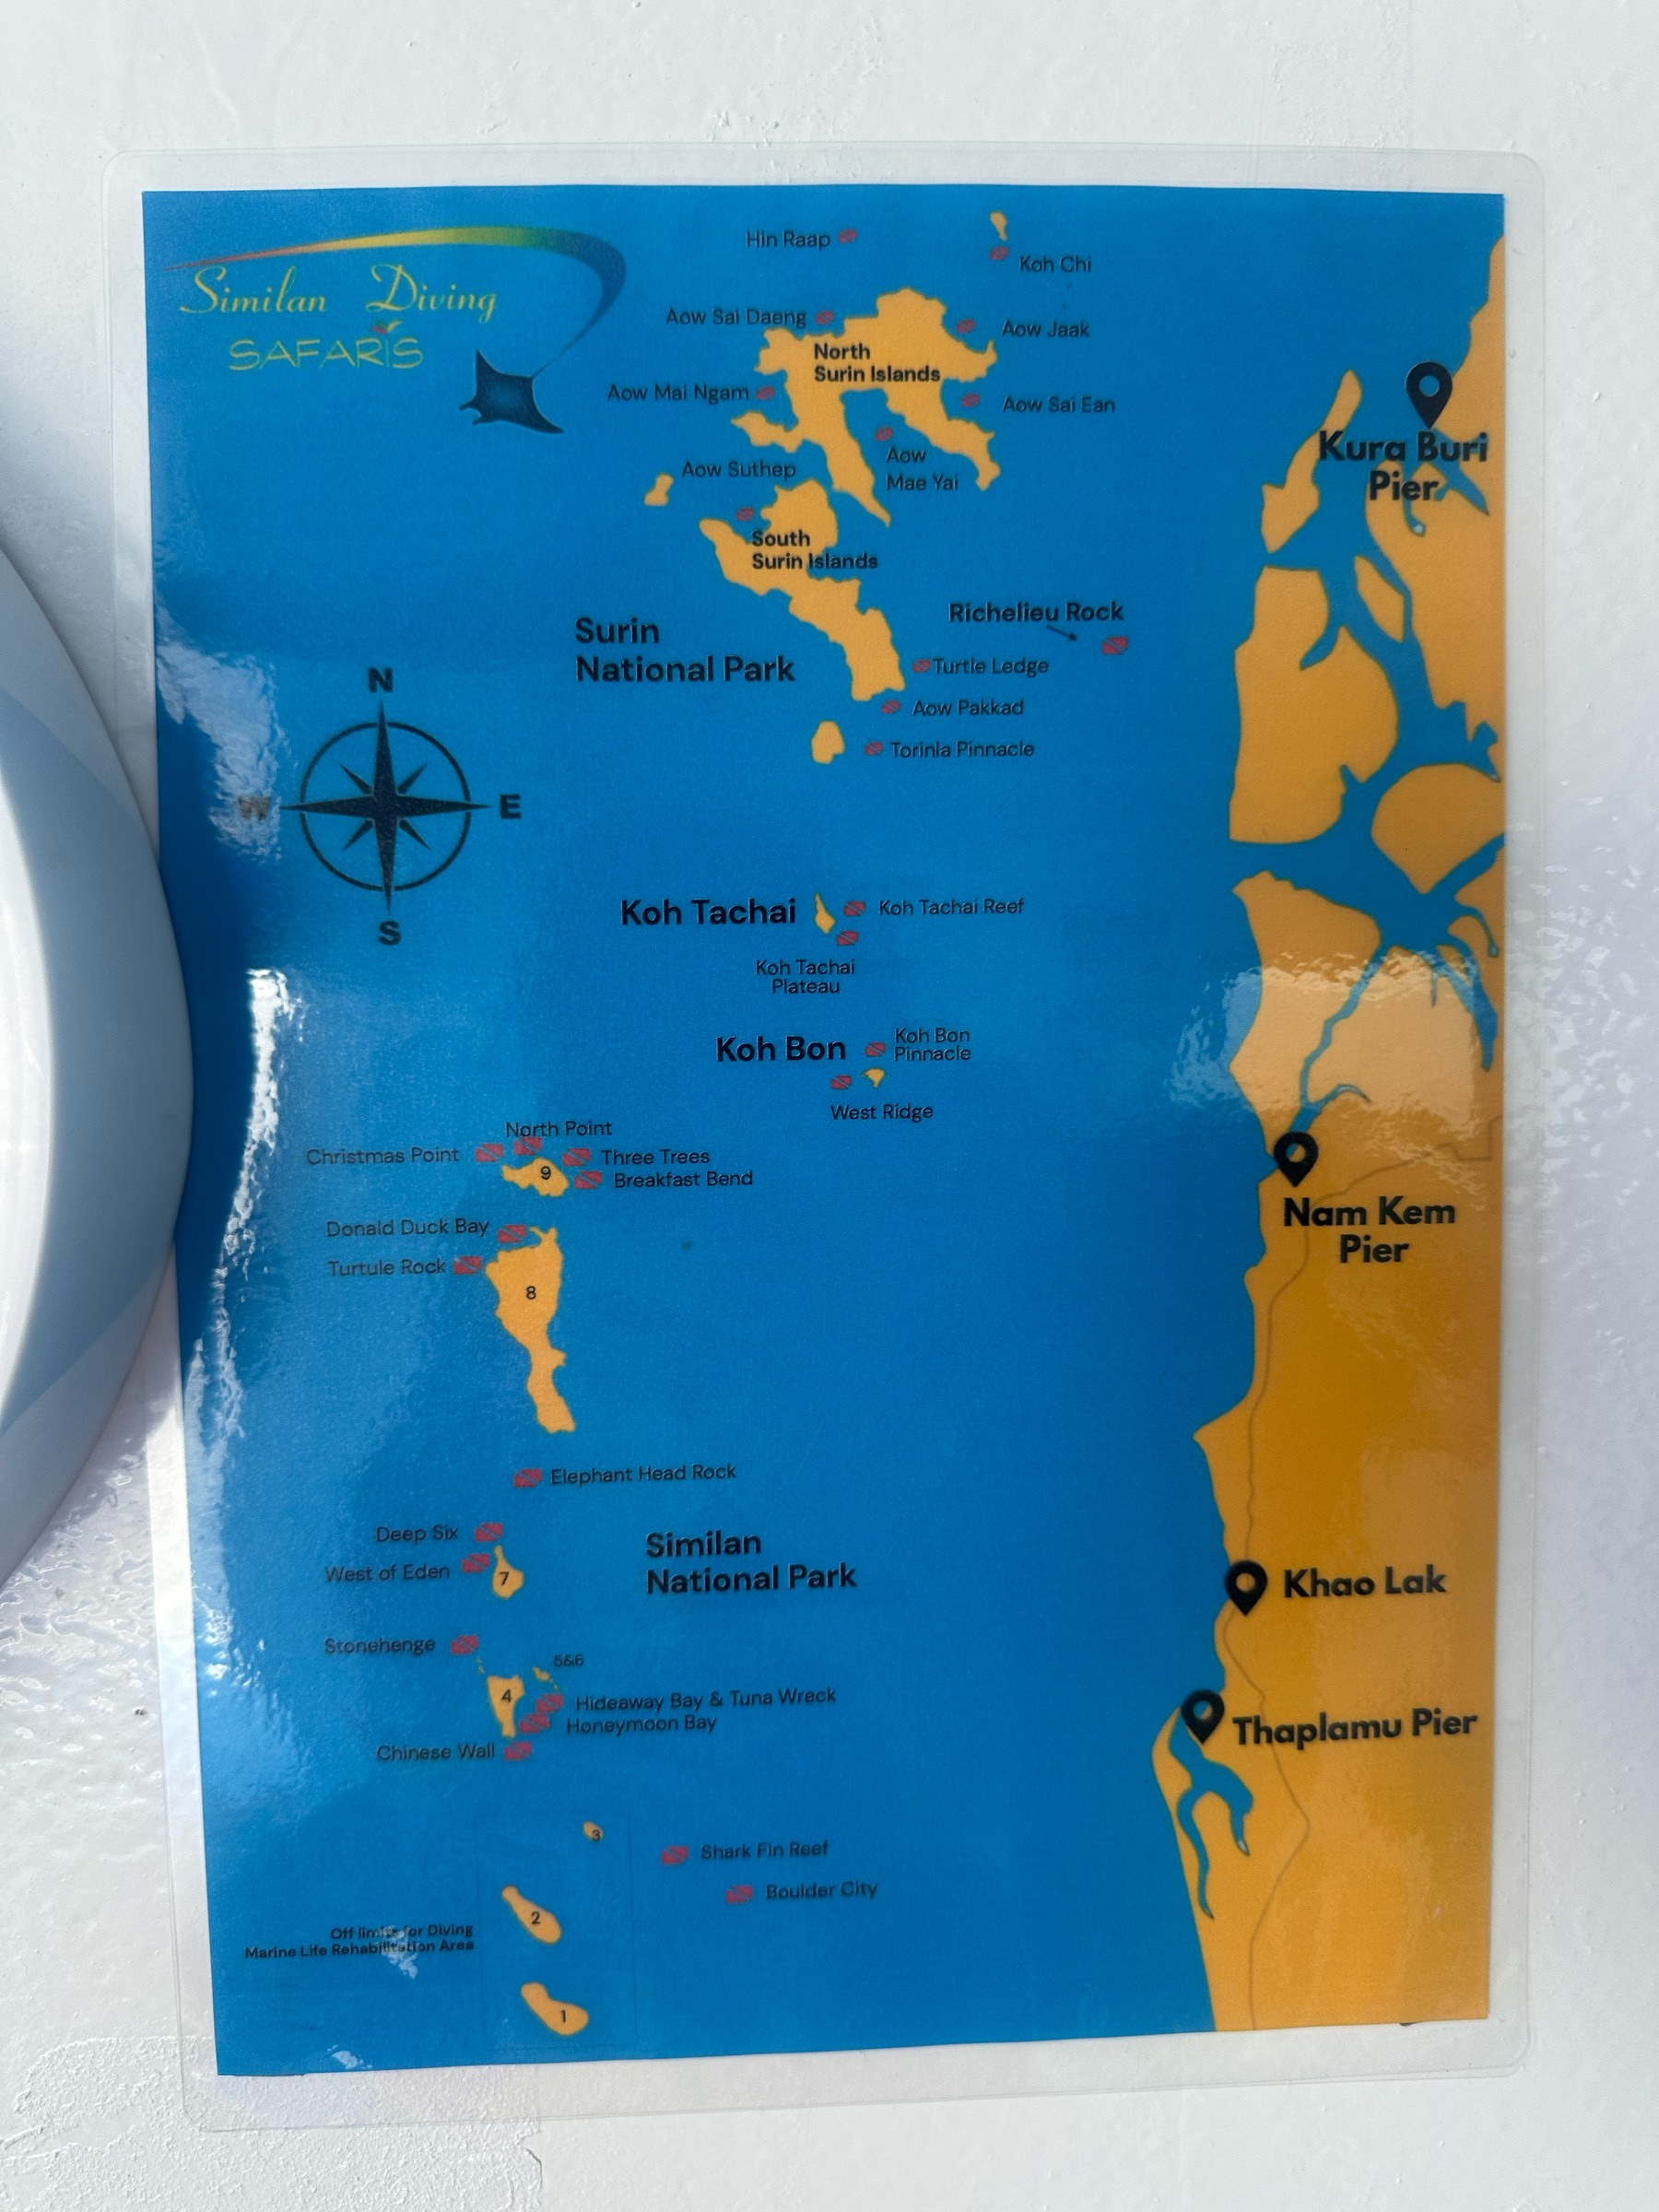 Similan Diving
SAFARIS
Hin Raap
Koh Chi
Aow Sai Daeng
Aow Jaak
North
Surin Islands
Aow Mai Ngam
Aow Sai Ean
Kura Buri
Pier
Aow
Mae Yai
Aow Suthep
South
Surin Islands
Richelieu Rock
Surin
National Park
Turtle Ledge
Aow Pakkad
Torinla Pinnacle
N
W
E
S
Koh Tachai
Koh Tachai Reef
Koh Tachai
Plateau
Koh Bon
Koh Bon
Pinnacle
West Ridge
North Point
Christmas Point
Three Trees
9
Breakfast Bend
Nam Kem
Pier
Donald Duck Bay
Turtule Rock
8
Elephant Head Rock
Deep Six
West of Eden
7
Similan
National Park
Khao Lak
Stonehenge
5&6
4
Hideaway Bay & Tuna Wreck
Honeymoon Bay
Chinese Wall
Thaplamu Pier
3
Shark Fin Reef
Boulder City
2
Off limits for Diving
Marine Life Rehabilitation Area
1